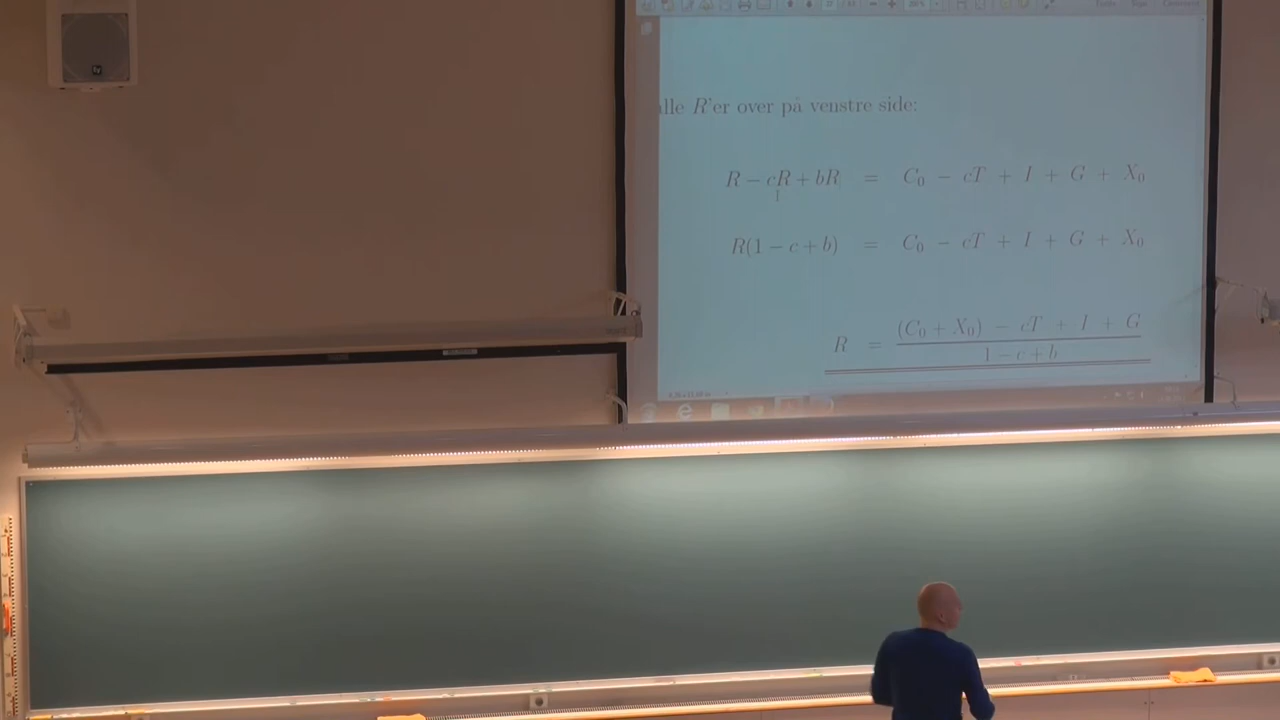 alle R'er over på venstre side:
R − cR + bR = C₀ − cT + I + G + X₀
R(1 − c + b) = C₀ − cT + I + G + X₀
R = (C₀ + X₀) − cT + I + G
1 − c + b